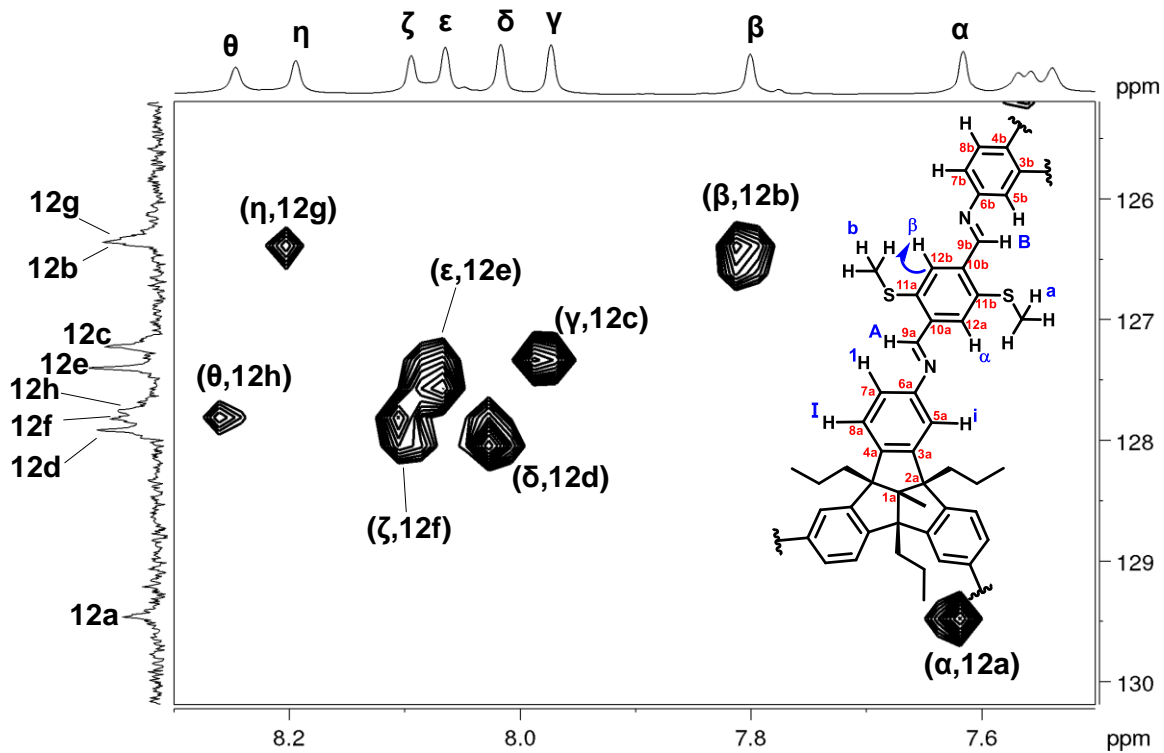 θ η ζ ε δ γ β α
ppm
ppm
126
127
128
129
130
8.2 8.0 7.8 7.6 ppm
12g
12b
12c
12e
12h
12f
12d
12a
(η,12g)
(β,12b)
(ε,12e)
(γ,12c)
(θ,12h)
(δ,12d)
(ζ,12f)
(α,12a)
H
8b 4b
3b
H 7b
6b 5b
N H
b H β H
9b H B
H 12b 10b
H
S 11a 11b S H a
12a H
H
A H 9a 10a H
α
1 H N
7a 6a
I H 8a 5a H i
4a 3a
2a
1a